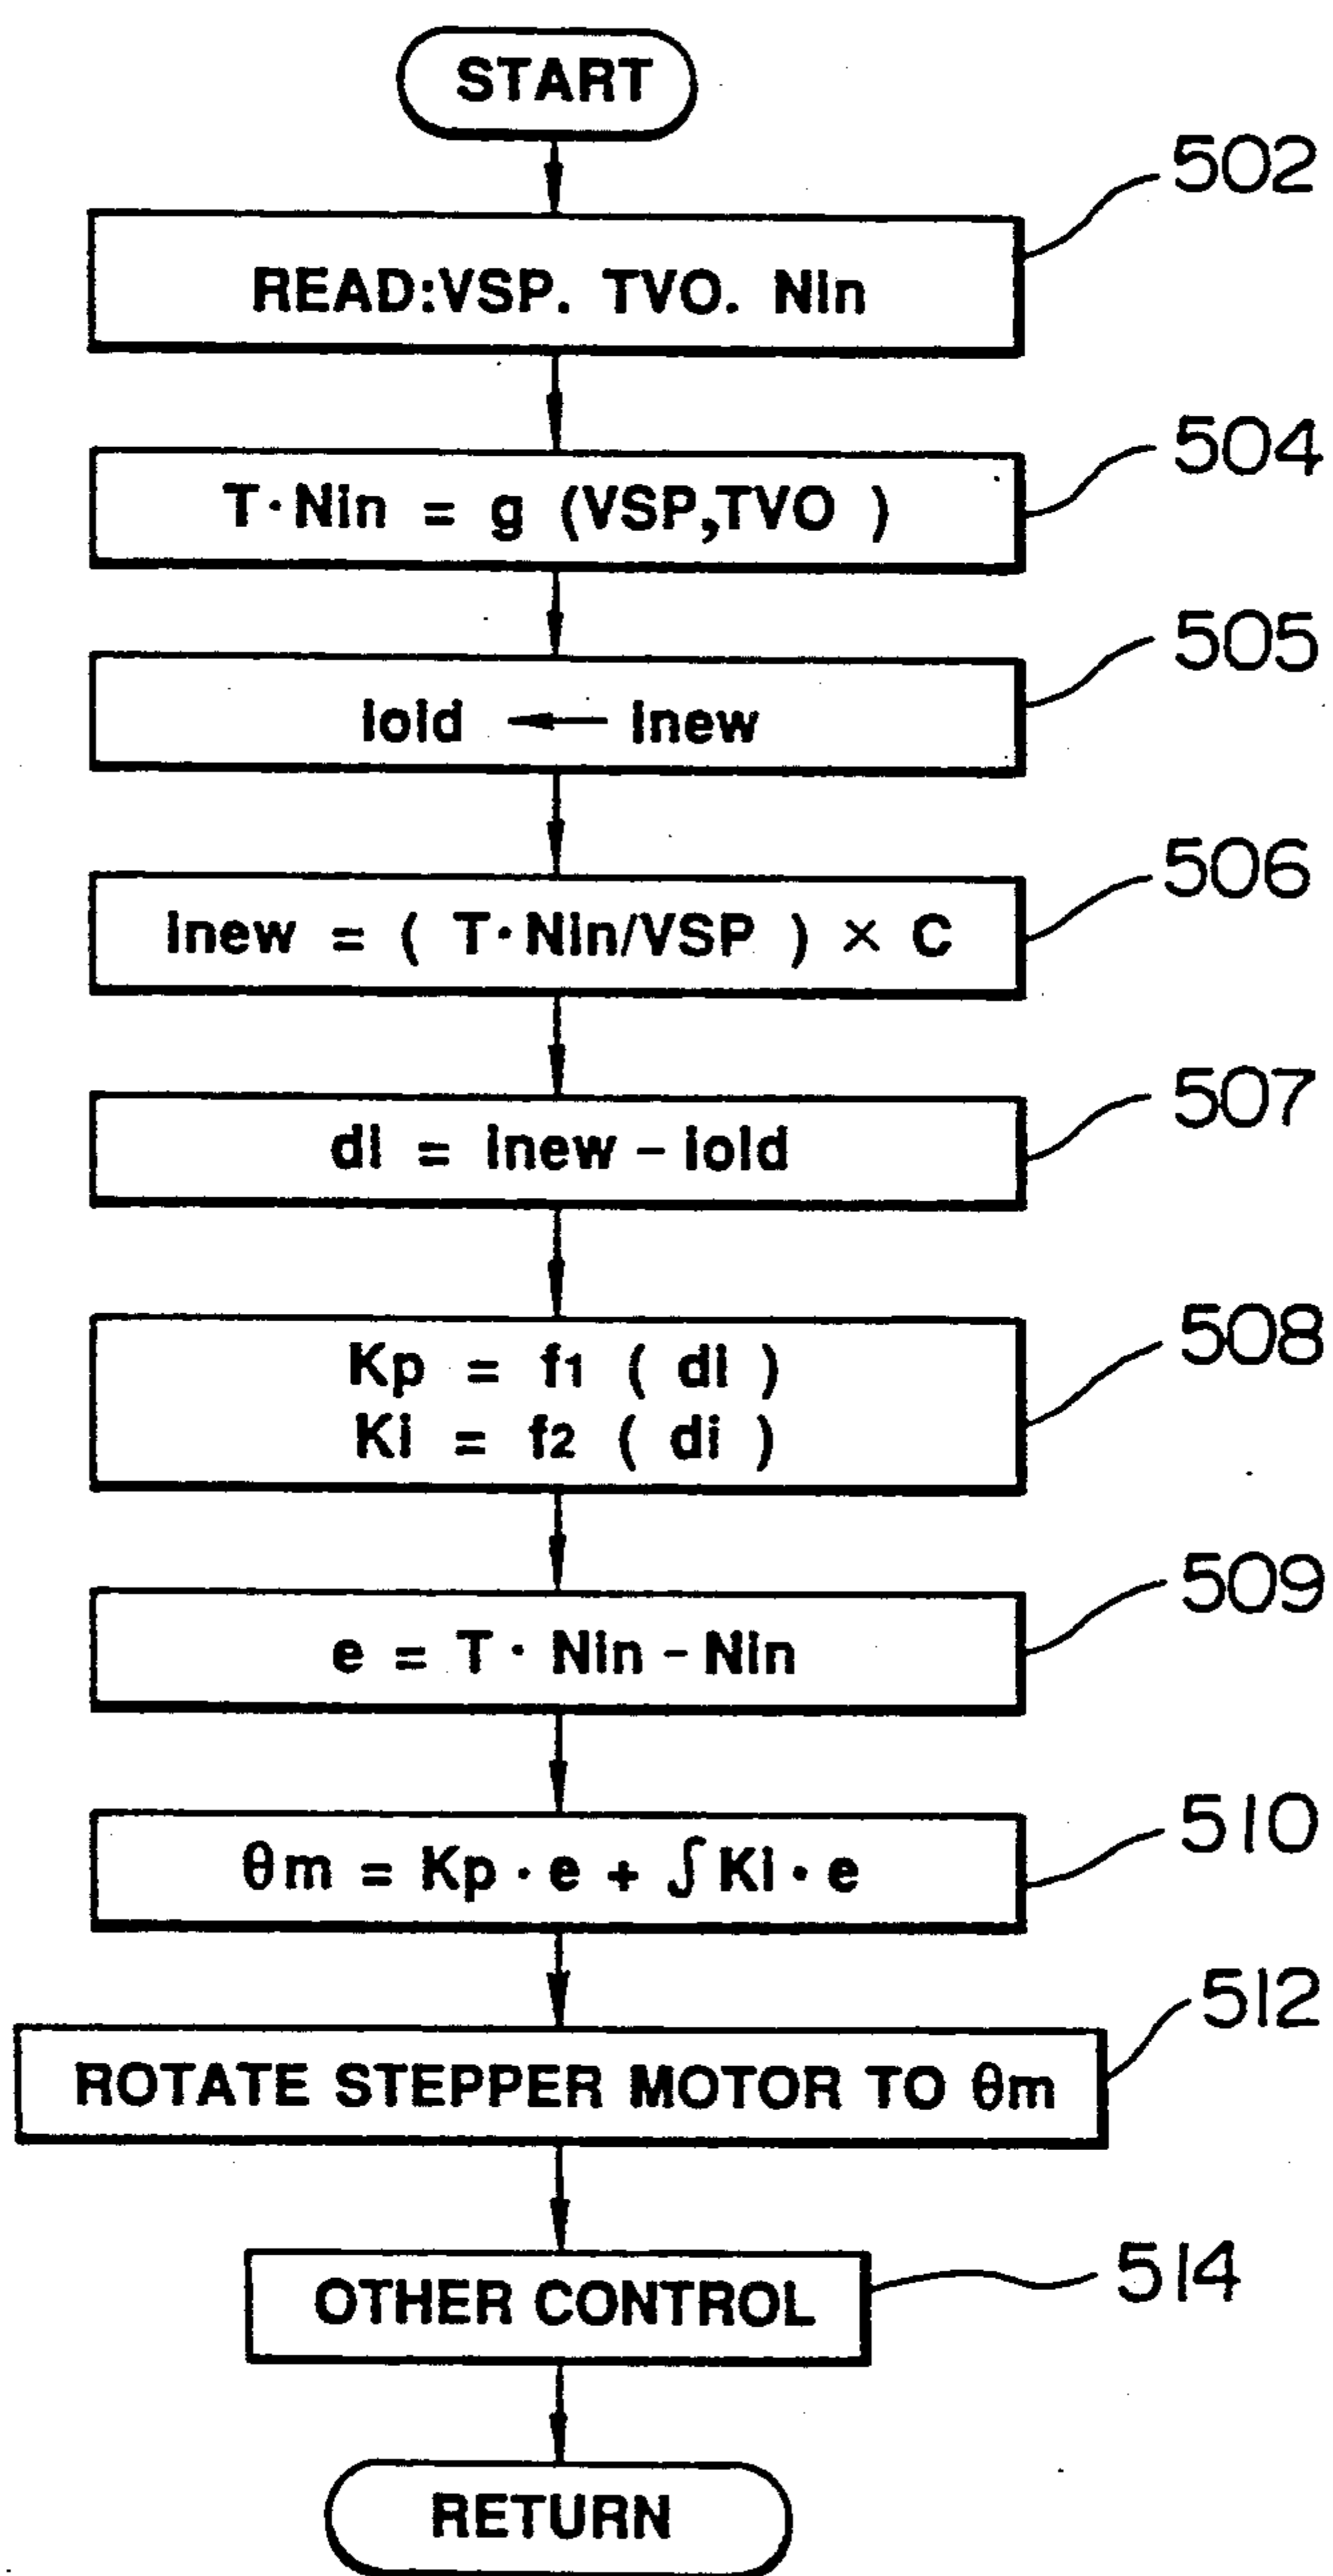 START
502
READ:VSP. TVO. Nin
504
T·Nin = g (VSP,TVO )
505
iold ← inew
506
inew = ( T·Nin/VSP ) × C
507
di = inew – iold
508
Kp = f1 ( di )
Ki = f2 ( di )
509
e = T · Nin – Nin
510
θm = Kp · e + ∫ Ki · e
512
ROTATE STEPPER MOTOR TO θm
514
OTHER CONTROL
RETURN